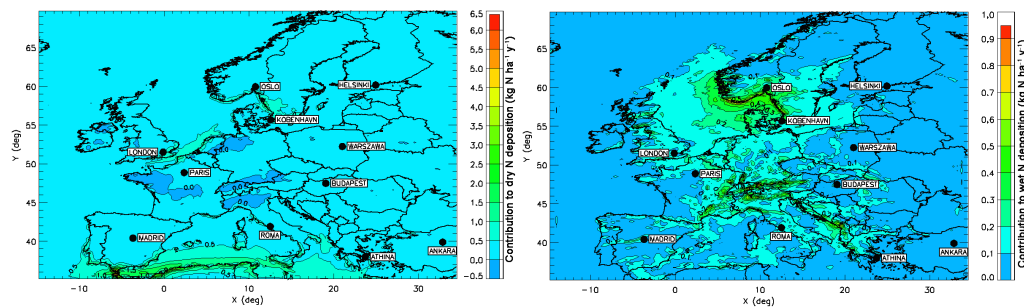 70
65
60
55
50
45
40
Y (deg)
-10
0
10
20
30
X (deg)
OSLO
HELSINKI
KOBENHAVN
LONDON
WARSZAWA
PARIS
BUDAPEST
ROMA
MADRID
ANKARA
ATHINA
6.5
6.0
5.5
5.0
4.5
4.0
3.5
3.0
2.5
2.0
1.5
1.0
0.5
0.0
-0.5
Contribution to dry N deposition (kg N ha⁻¹ y⁻¹)
65
60
55
50
45
40
Y (deg)
-10
0
10
20
30
X (deg)
OSLO
HELSINKI
KOBENHAVN
LONDON
WARSZAWA
PARIS
BUDAPEST
ROMA
MADRID
ANKARA
ATHINA
1.0
0.9
0.8
0.7
0.6
0.5
0.4
0.3
0.2
0.1
0.0
Contribution to wet N deposition (kg N ha⁻¹ y⁻¹)